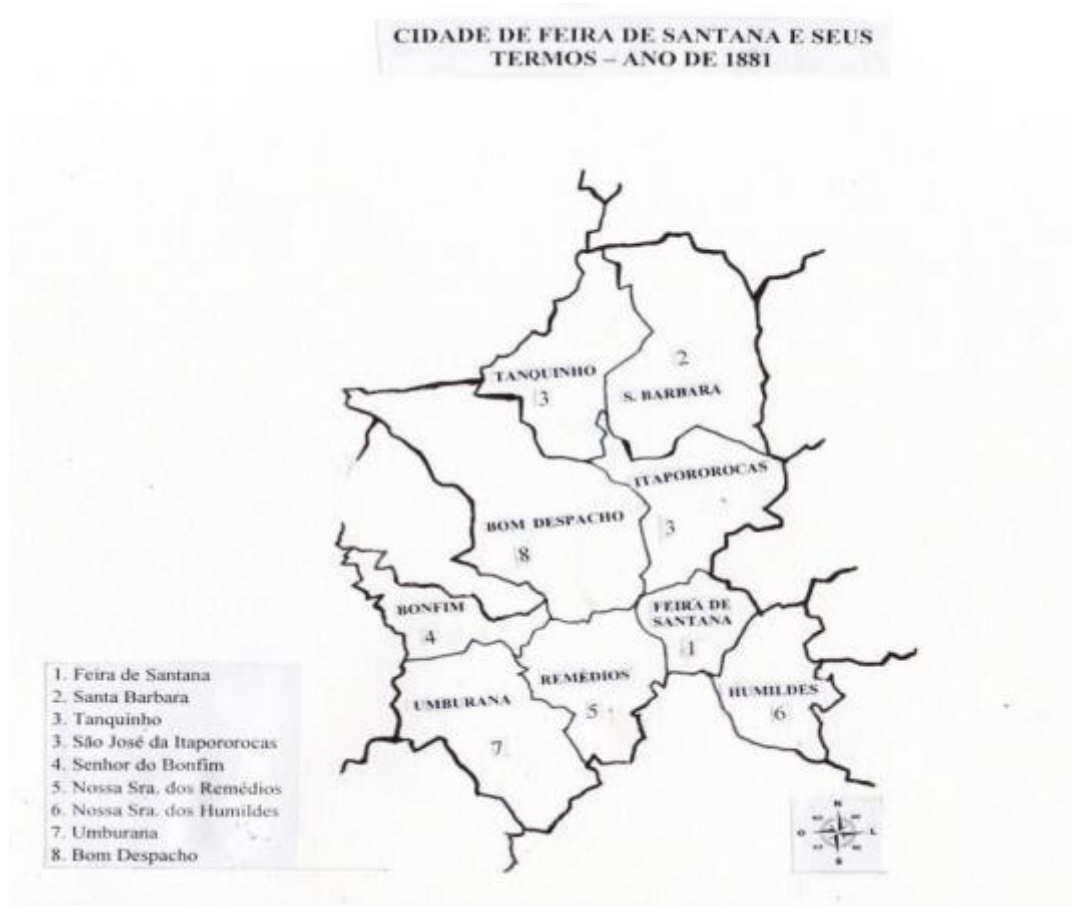 CIDADE DE FEIRA DE SANTANA E SEUS
TERMOS – ANO DE 1881
2
TANQUINHO
3
S. BARBARA
ITAPOROROCAS
BOM DESPACHO
3
8
BONFIM
4
FEIRA DE
SANTANA
1
REMÉDIOS
5
UMBURANA
7
HUMILDES
6
1. Feira de Santana
2. Santa Barbara
3. Tanquinho
3. São José da Itapororocas
4. Senhor do Bonfim
5. Nossa Sra. dos Remédios
6. Nossa Sra. dos Humildes
7. Umburana
8. Bom Despacho
N
O
L
S